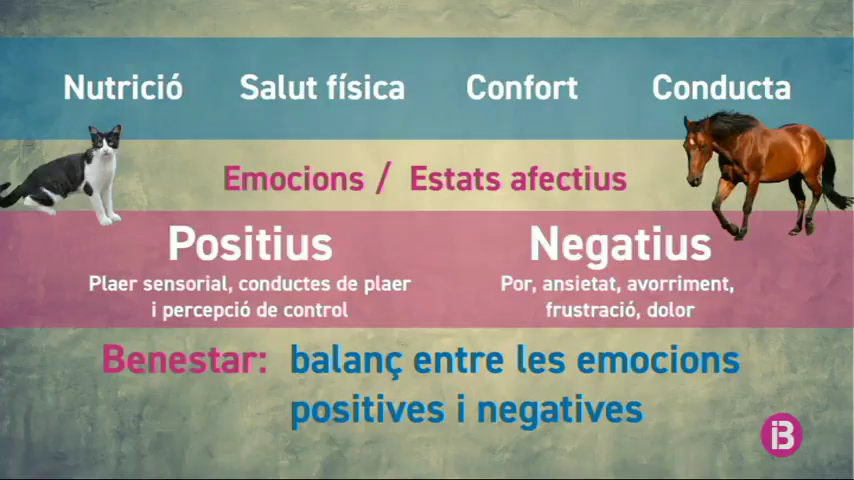 Nutrició Salut física Confort Conducta
Emocions / Estats afectius
Positius
Plaer sensorial, conductes de plaer
i percepció de control
Negatius
Por, ansietat, avorriment,
frustració, dolor
Benestar: balanç entre les emocions
positives i negatives
iB